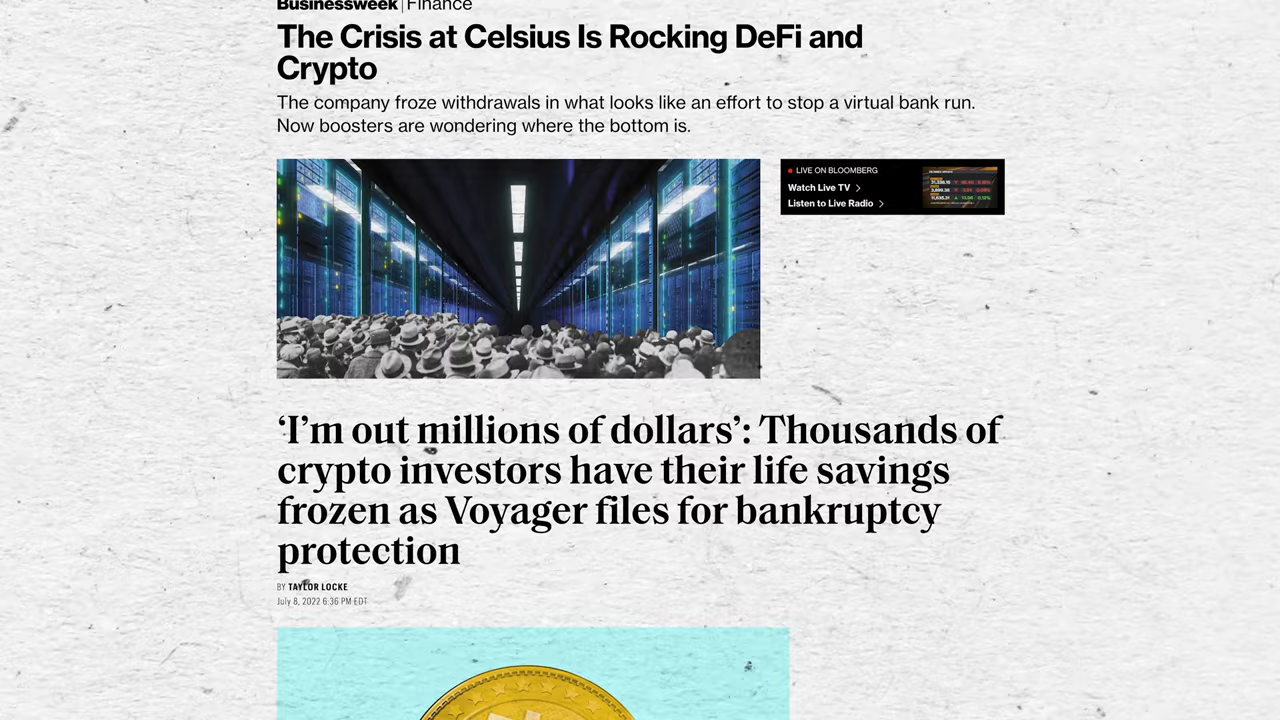 Businessweek | Finance
The Crisis at Celsius Is Rocking DeFi and
Crypto
The company froze withdrawals in what looks like an effort to stop a virtual bank run.
Now boosters are wondering where the bottom is.
LIVE ON BLOOMBERG
Watch Live TV
Listen to Live Radio
‘I’m out millions of dollars’: Thousands of
crypto investors have their life savings
frozen as Voyager files for bankruptcy
protection
BY TAYLOR LOCKE
July 8, 2022 6:36 PM EDT